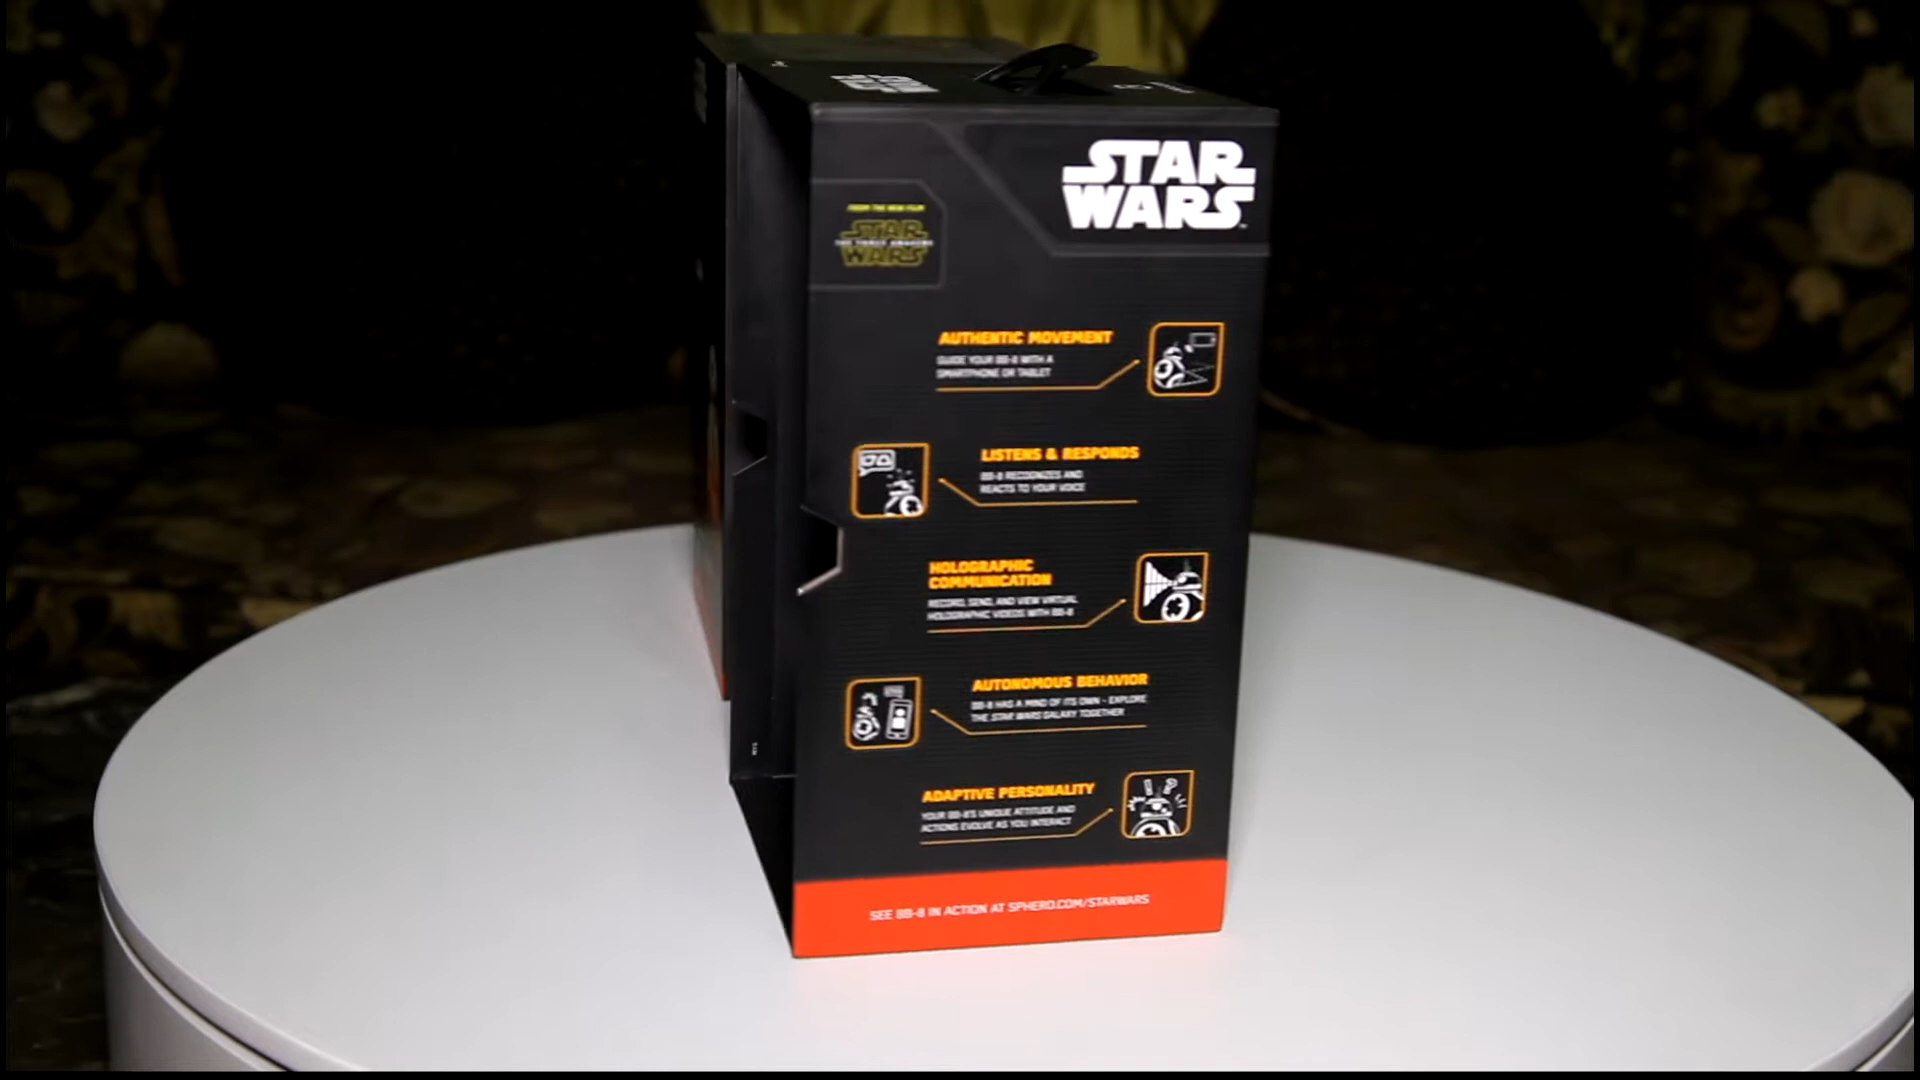 STAR
WARS
FROM THE NEW FILM
STAR
THE FORCE AWAKENS
WARS
AUTHENTIC MOVEMENT
GUIDE YOUR BB-8 WITH A
SMARTPHONE OR TABLET
LISTENS & RESPONDS
BB-8 RECOGNIZES AND
REACTS TO YOUR VOICE
HOLOGRAPHIC
COMMUNICATION
RECORD, SEND, AND VIEW VIRTUAL
HOLOGRAPHIC VIDEOS WITH BB-8
AUTONOMOUS BEHAVIOR
BB-8 HAS A MIND OF ITS OWN - EXPLORE
THE STAR WARS GALAXY TOGETHER
ADAPTIVE PERSONALITY
YOUR BB-8'S UNIQUE ATTITUDE AND
ACTIONS EVOLVE AS YOU INTERACT
SEE BB-8 IN ACTION AT SPHERO.COM/STARWARS